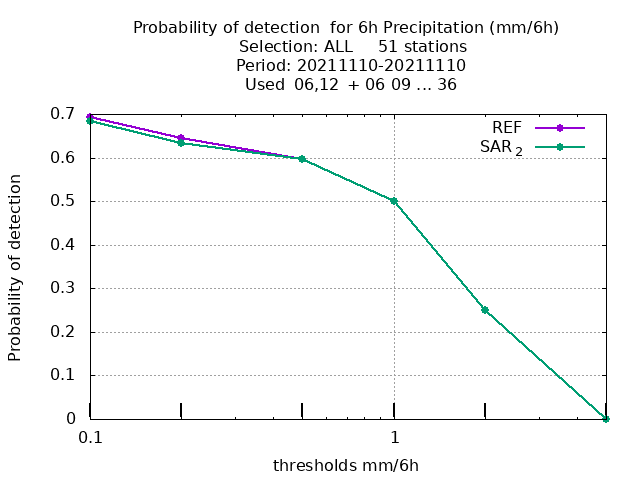 Probability of detection  for 6h Precipitation (mm/6h)
Selection: ALL     51 stations
Period: 20211110-20211110
Used  06,12  + 06 09 ... 36
REF
SAR 2
Probability of detection
0.7
0.6
0.5
0.4
0.3
0.2
0.1
0
0.1
1
thresholds mm/6h